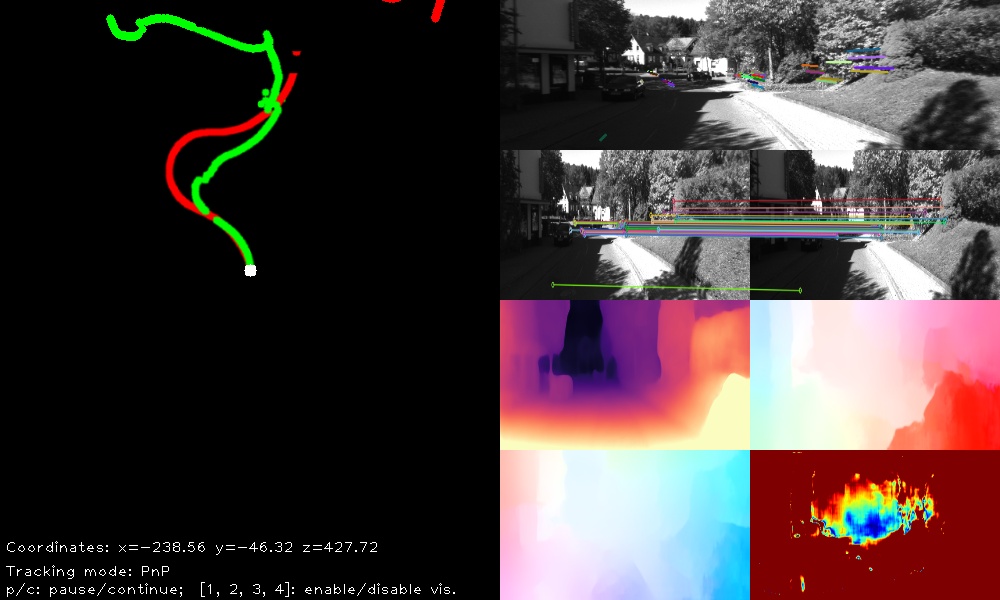 Coordinates: x=-238.56 y=-46.32 z=427.72
Tracking mode: PnP
p/c: pause/continue; [1, 2, 3, 4]: enable/disable vis.